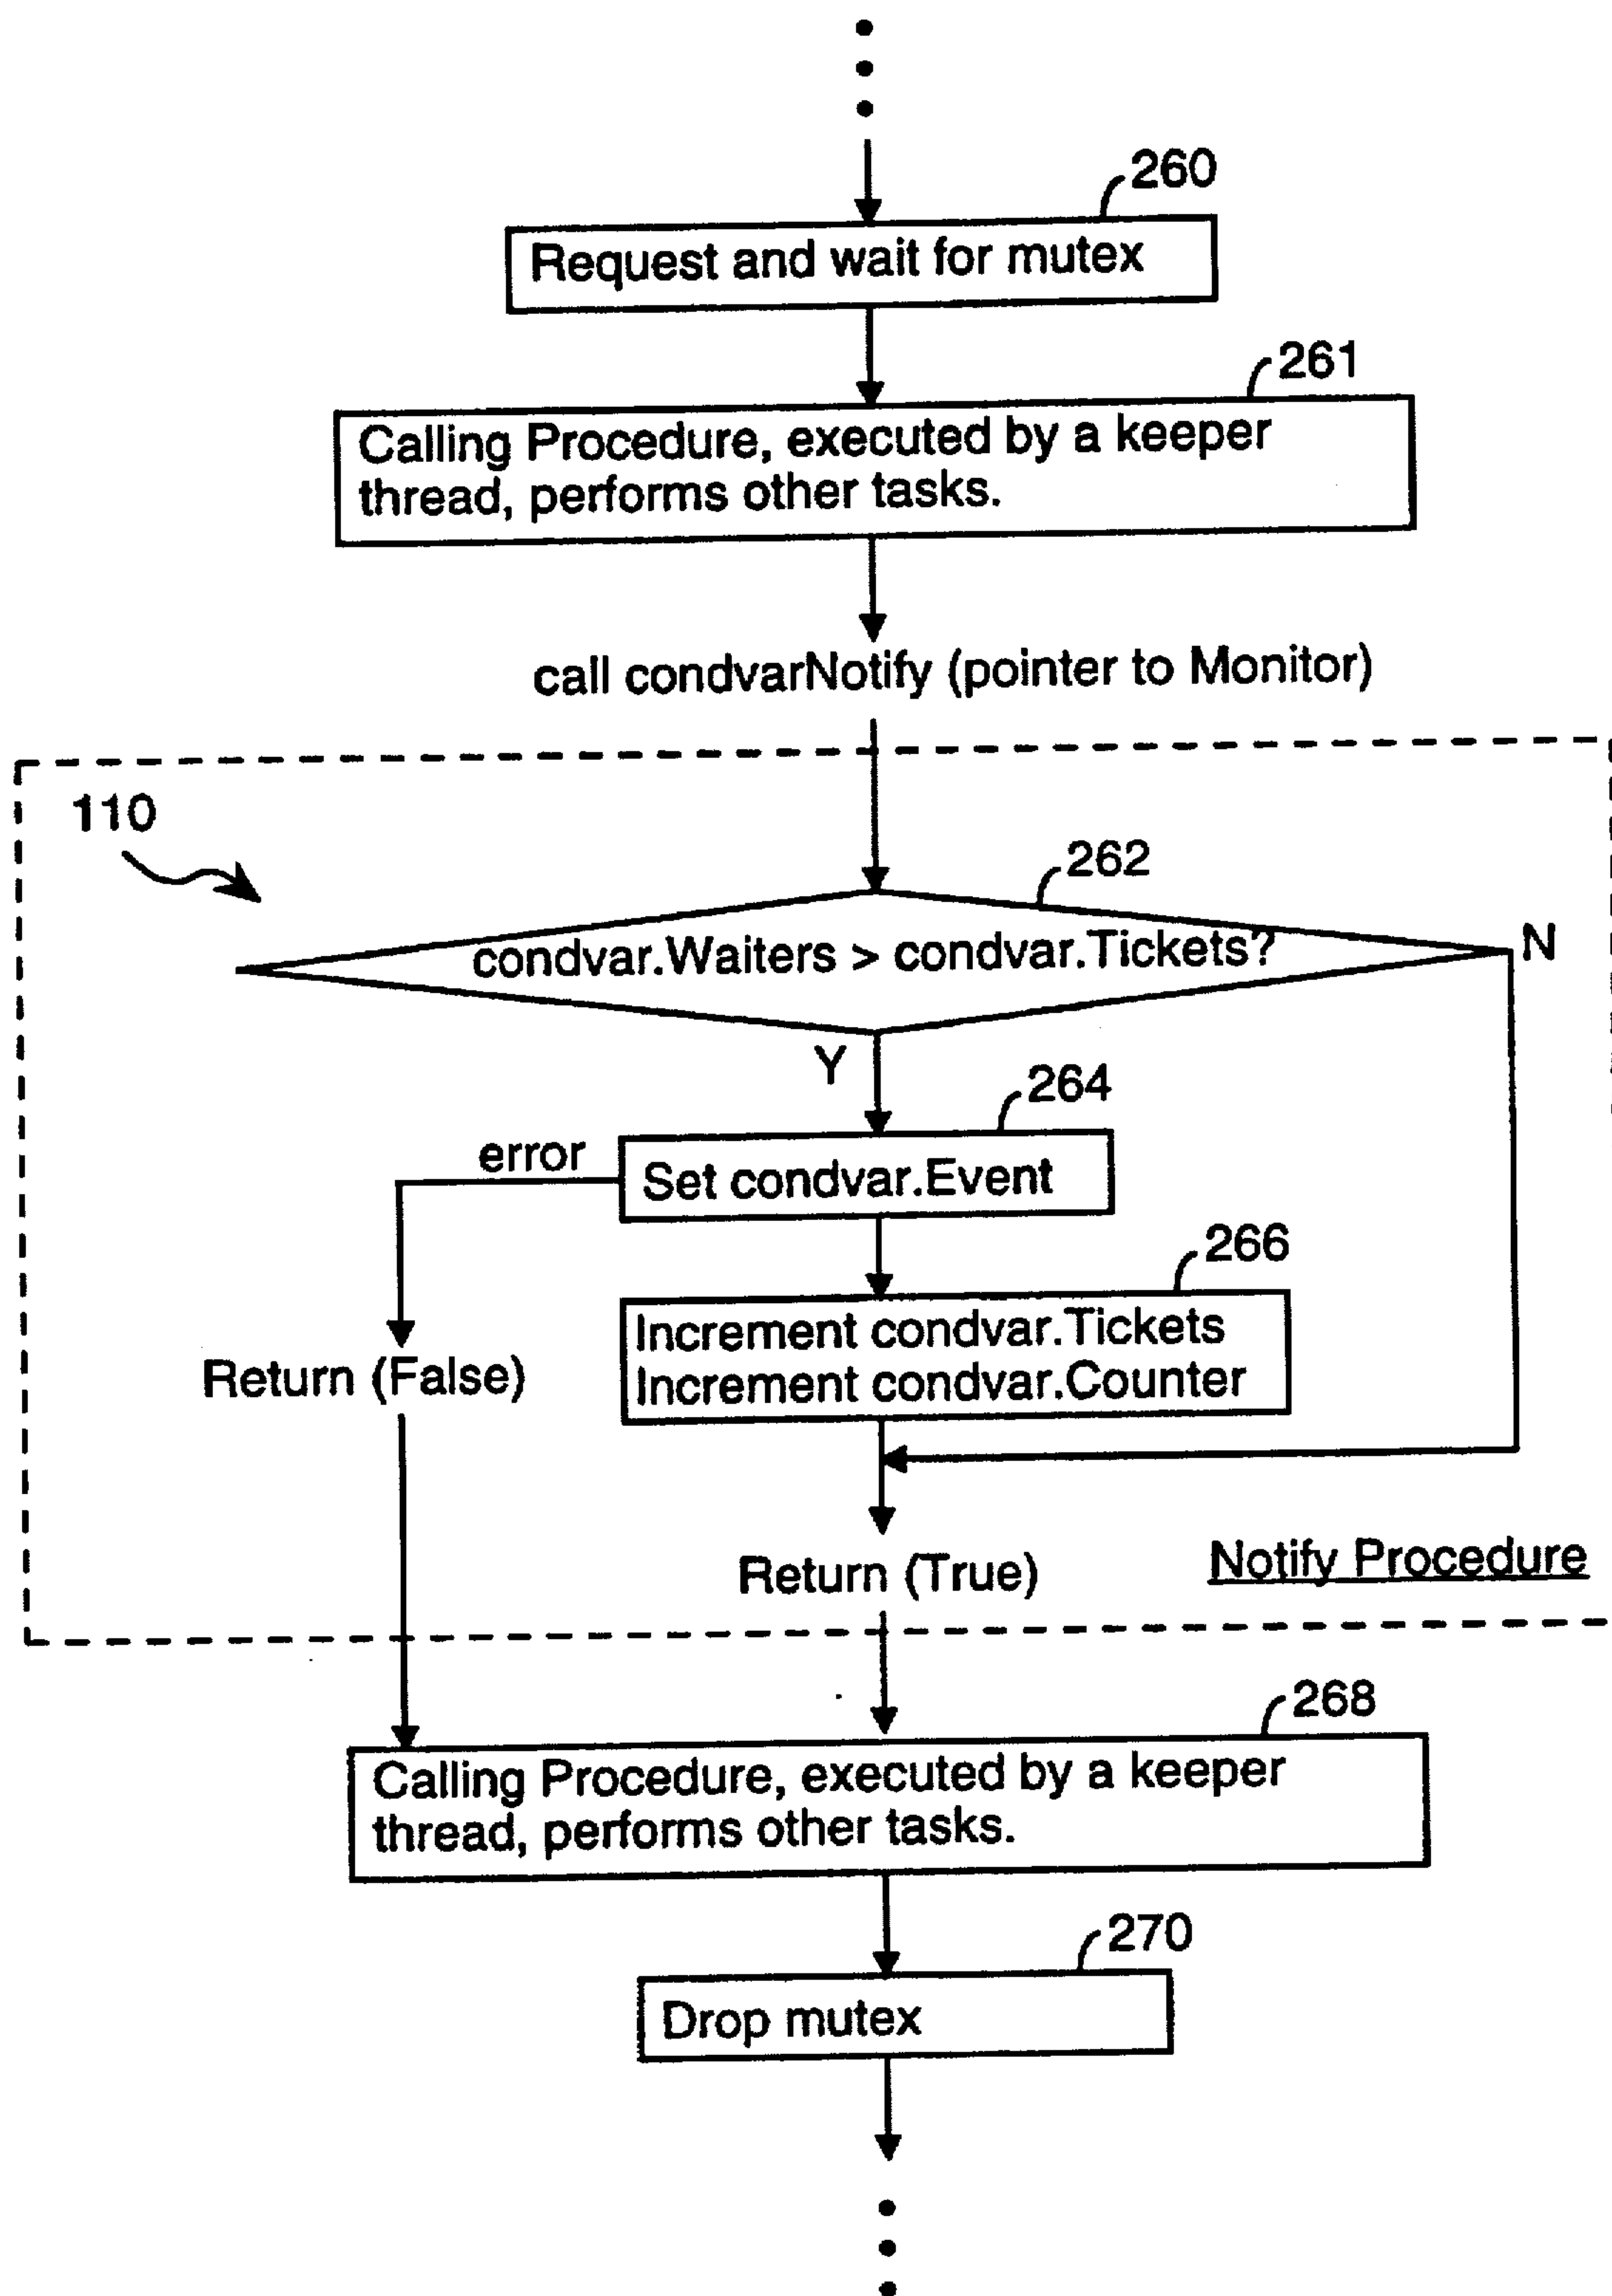 260
Request and wait for mutex
261
Calling Procedure, executed by a keeper
thread, performs other tasks.
call condvarNotify (pointer to Monitor)
110
262
condvar.Waiters > condvar.Tickets?
N
Y
264
error
Set condvar.Event
266
Increment condvar.Tickets
Increment condvar.Counter
Return (False)
Return (True)
Notify Procedure
268
Calling Procedure, executed by a keeper
thread, performs other tasks.
270
Drop mutex